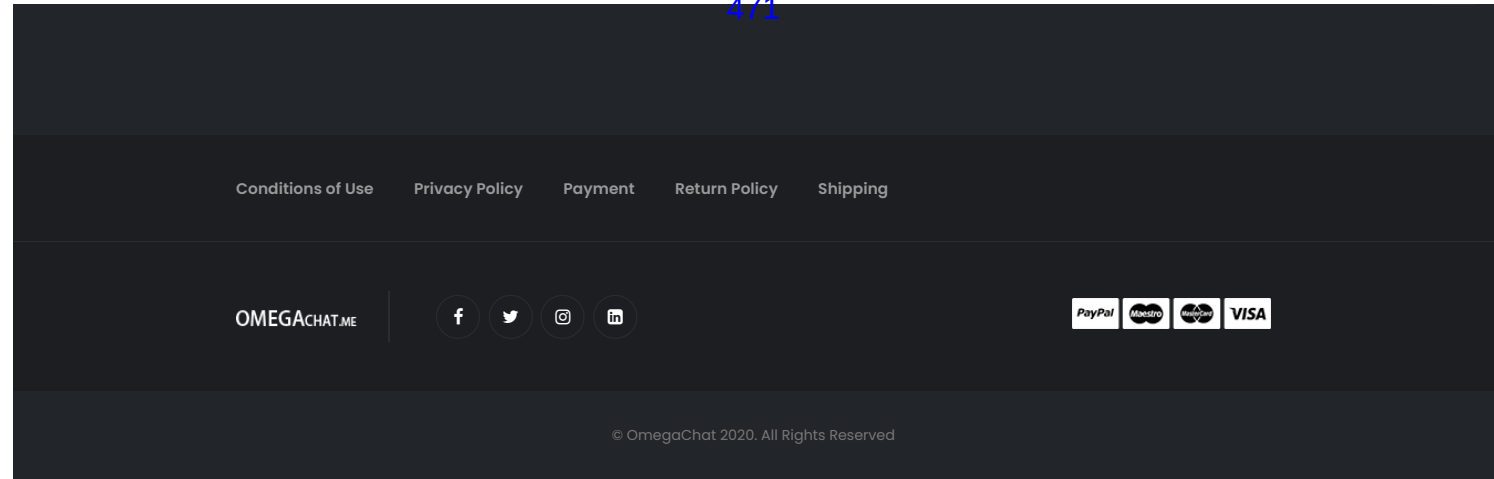 471
Conditions of Use Privacy Policy Payment Return Policy Shipping
OMEGACHAT.ME
PayPal Maestro MasterCard VISA
© OmegaChat 2020. All Rights Reserved